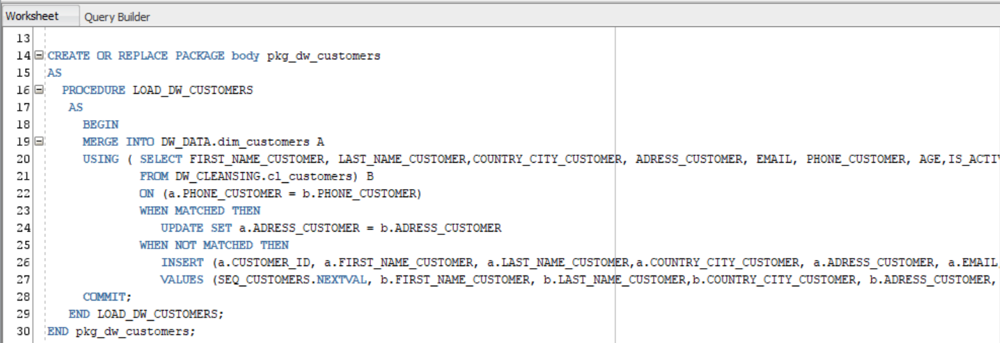 Worksheet Query Builder
13
14 CREATE OR REPLACE PACKAGE body pkg_dw_customers
15 AS
16 PROCEDURE LOAD_DW_CUSTOMERS
17 AS
18 BEGIN
19 MERGE INTO DW_DATA.dim_customers A
20 USING ( SELECT FIRST_NAME_CUSTOMER, LAST_NAME_CUSTOMER,COUNTRY_CITY_CUSTOMER, ADRESS_CUSTOMER, EMAIL, PHONE_CUSTOMER, AGE,
21 FROM DW_CLEANSING.cl_customers) B
22 ON (a.PHONE_CUSTOMER = b.PHONE_CUSTOMER)
23 WHEN MATCHED THEN
24 UPDATE SET a.ADRESS_CUSTOMER = b.ADRESS_CUSTOMER
25 WHEN NOT MATCHED THEN
26 INSERT (a.CUSTOMER_ID, a.FIRST_NAME_CUSTOMER, a.LAST_NAME_CUSTOMER,a.COUNTRY_CITY_CUSTOMER, a.ADRESS_CUSTOMER, a.EMAIL
27 VALUES (SEQ_CUSTOMERS.NEXTVAL, b.FIRST_NAME_CUSTOMER, b.LAST_NAME_CUSTOMER,b.COUNTRY_CITY_CUSTOMER, b.ADRESS_CUSTOMER,
28 COMMIT;
29 END LOAD_DW_CUSTOMERS;
30 END pkg_dw_customers;